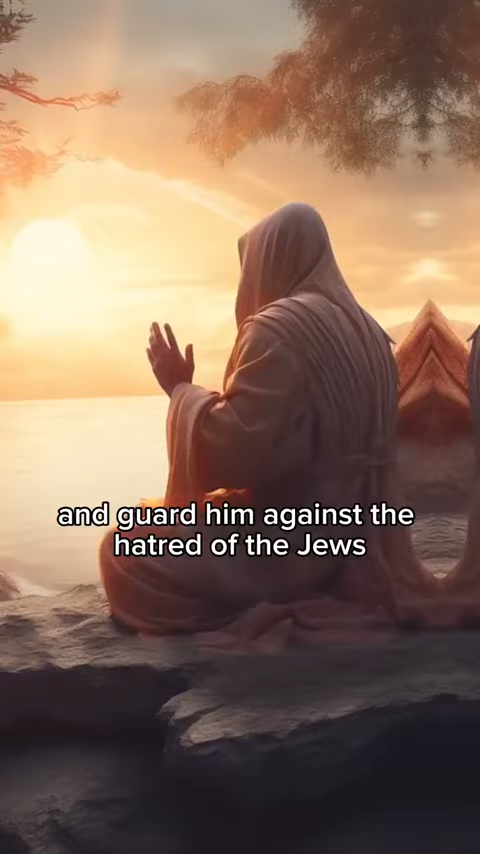 and guard him against the
hatred of the Jews